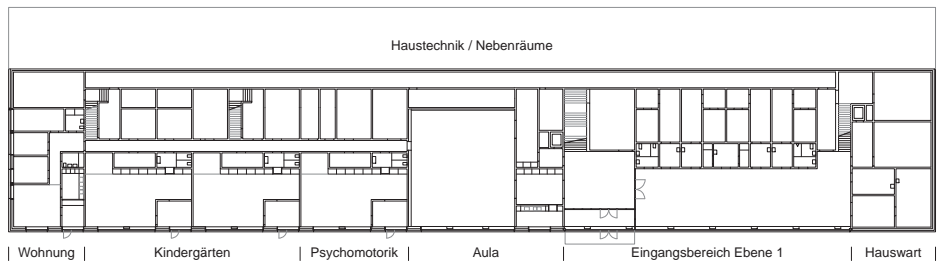 Haustechnik / Nebenräume
Wohnung Kindergärten Psychomotorik Aula Eingangsbereich Ebene 1 Hauswart